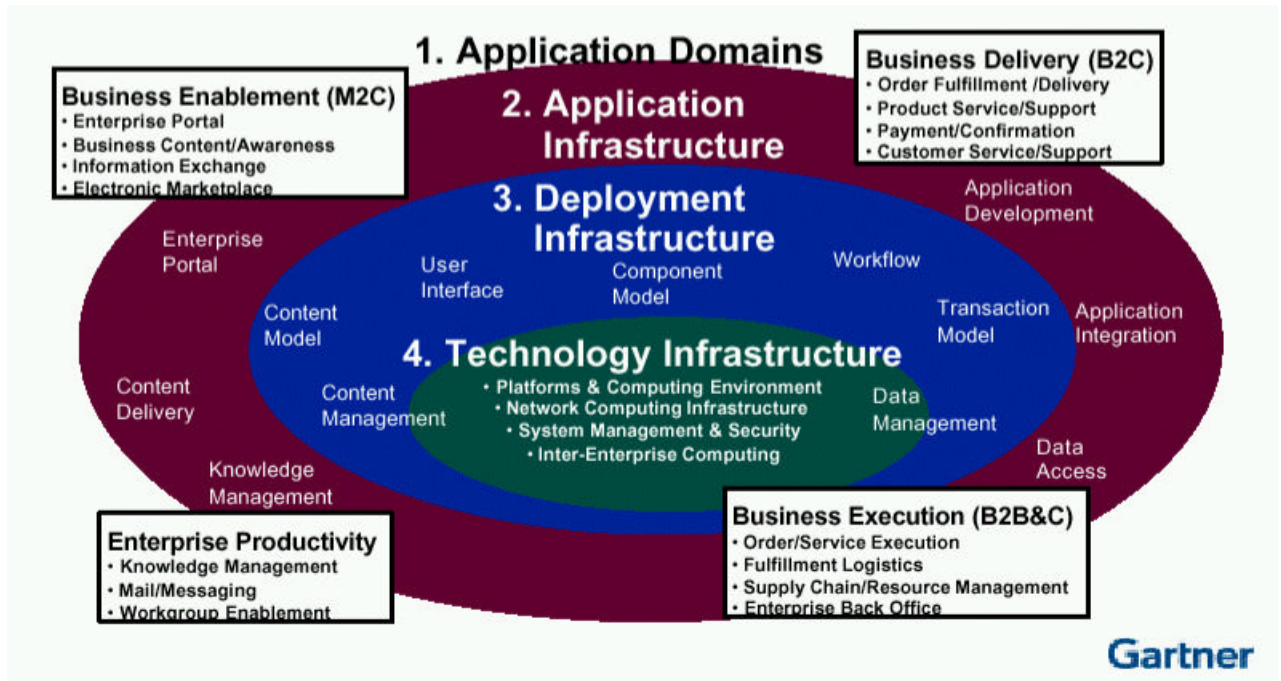 1. Application Domains
Business Enablement (M2C)
• Enterprise Portal
• Business Content/Awareness
• Information Exchange
• Electronic Marketplace
Business Delivery (B2C)
• Order Fulfillment /Delivery
• Product Service/Support
• Payment/Confirmation
• Customer Service/Support
2. Application
Infrastructure
Enterprise
Portal
Application
Development
Content
Delivery
Application
Integration
Knowledge
Management
Data
Access
3. Deployment
Infrastructure
User
Interface
Component
Model
Workflow
Content
Model
Transaction
Model
Content
Management
Data
Management
4. Technology Infrastructure
• Platforms & Computing Environment
• Network Computing Infrastructure
• System Management & Security
• Inter-Enterprise Computing
Enterprise Productivity
• Knowledge Management
• Mail/Messaging
• Workgroup Enablement
Business Execution (B2B&C)
• Order/Service Execution
• Fulfillment Logistics
• Supply Chain/Resource Management
• Enterprise Back Office
Gartner